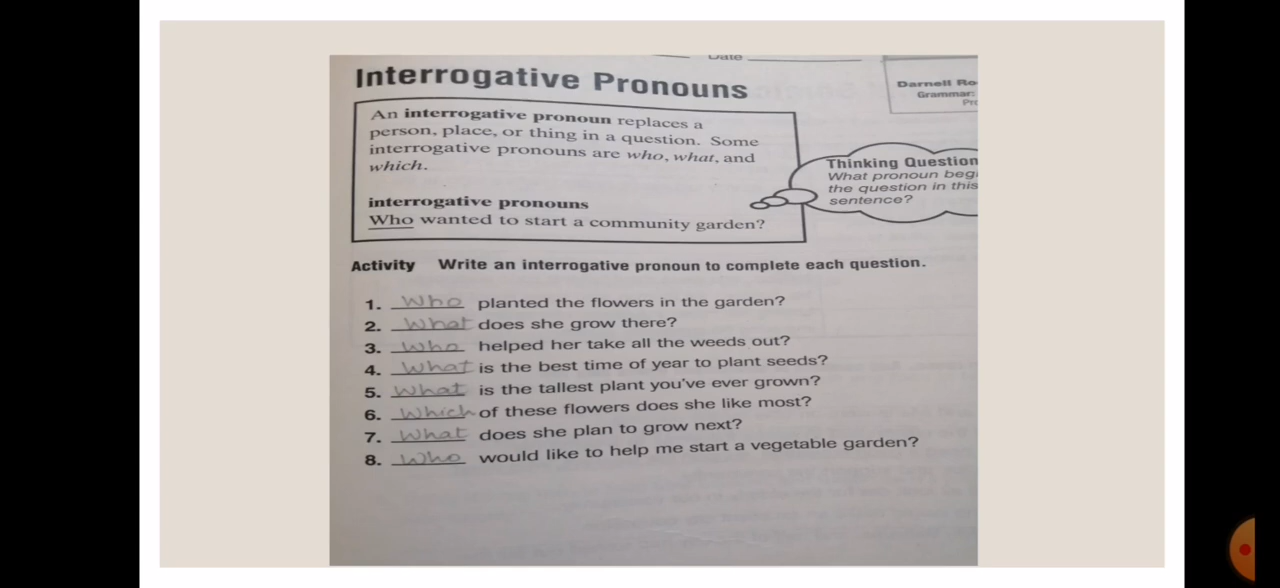 Date
Interrogative Pronouns
Darnell Ro
Grammar:
Pro
An interrogative pronoun replaces a
person, place, or thing in a question. Some
interrogative pronouns are who, what, and
which.
interrogative pronouns
Who wanted to start a community garden?
Thinking Question
What pronoun begi
the question in this
sentence?
Activity Write an interrogative pronoun to complete each question.
1. Who planted the flowers in the garden?
2. What does she grow there?
3. Who helped her take all the weeds out?
4. What is the best time of year to plant seeds?
5. What is the tallest plant you've ever grown?
6. Which of these flowers does she like most?
7. What does she plan to grow next?
8. Who would like to help me start a vegetable garden?